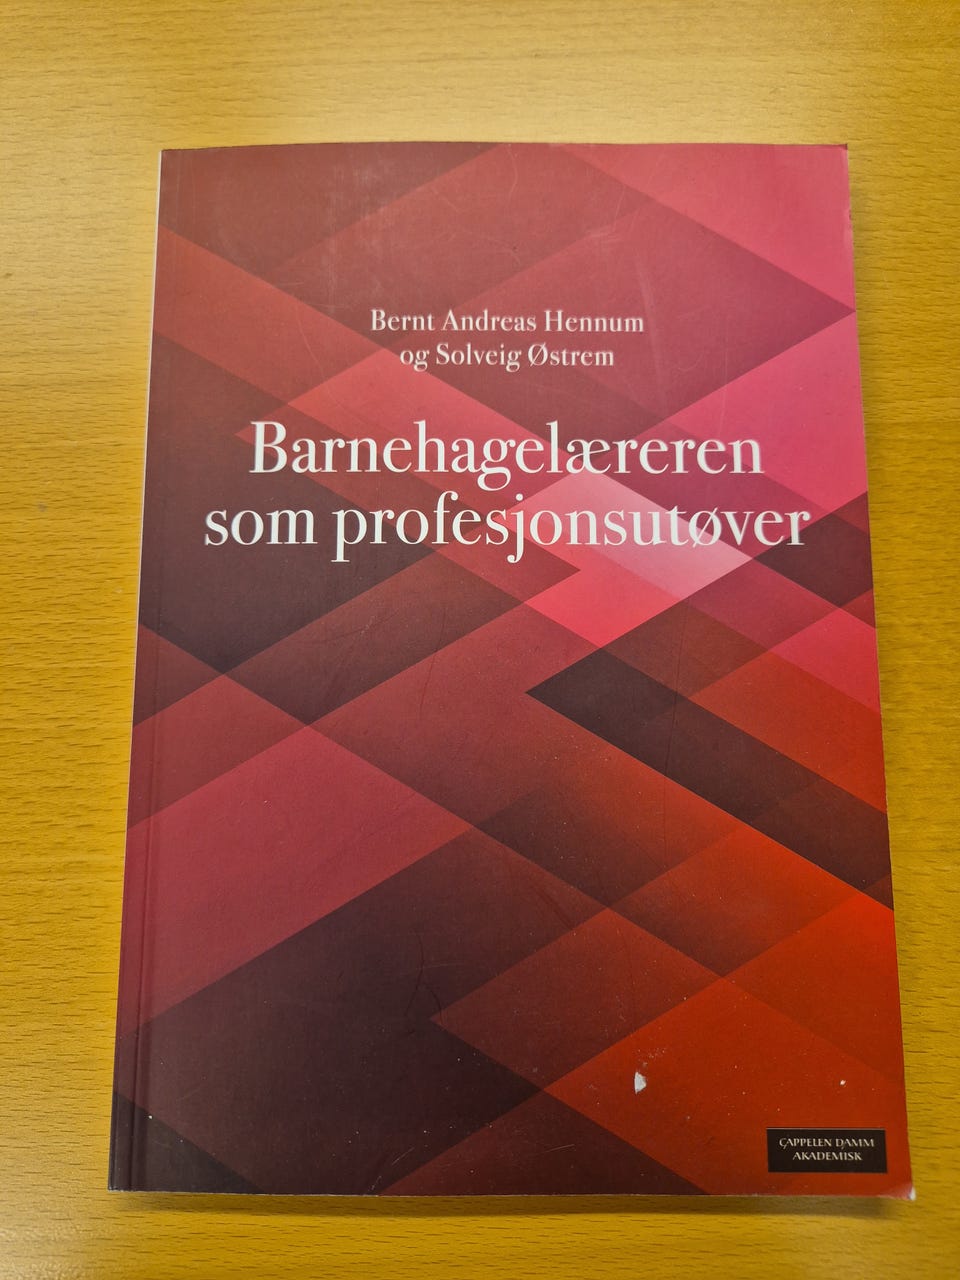 Bernt Andreas Hennum
og Solveig Østrem
Barnehagelæreren
som profesjonsutøver
CAPPELEN DAMM
AKADEMISK